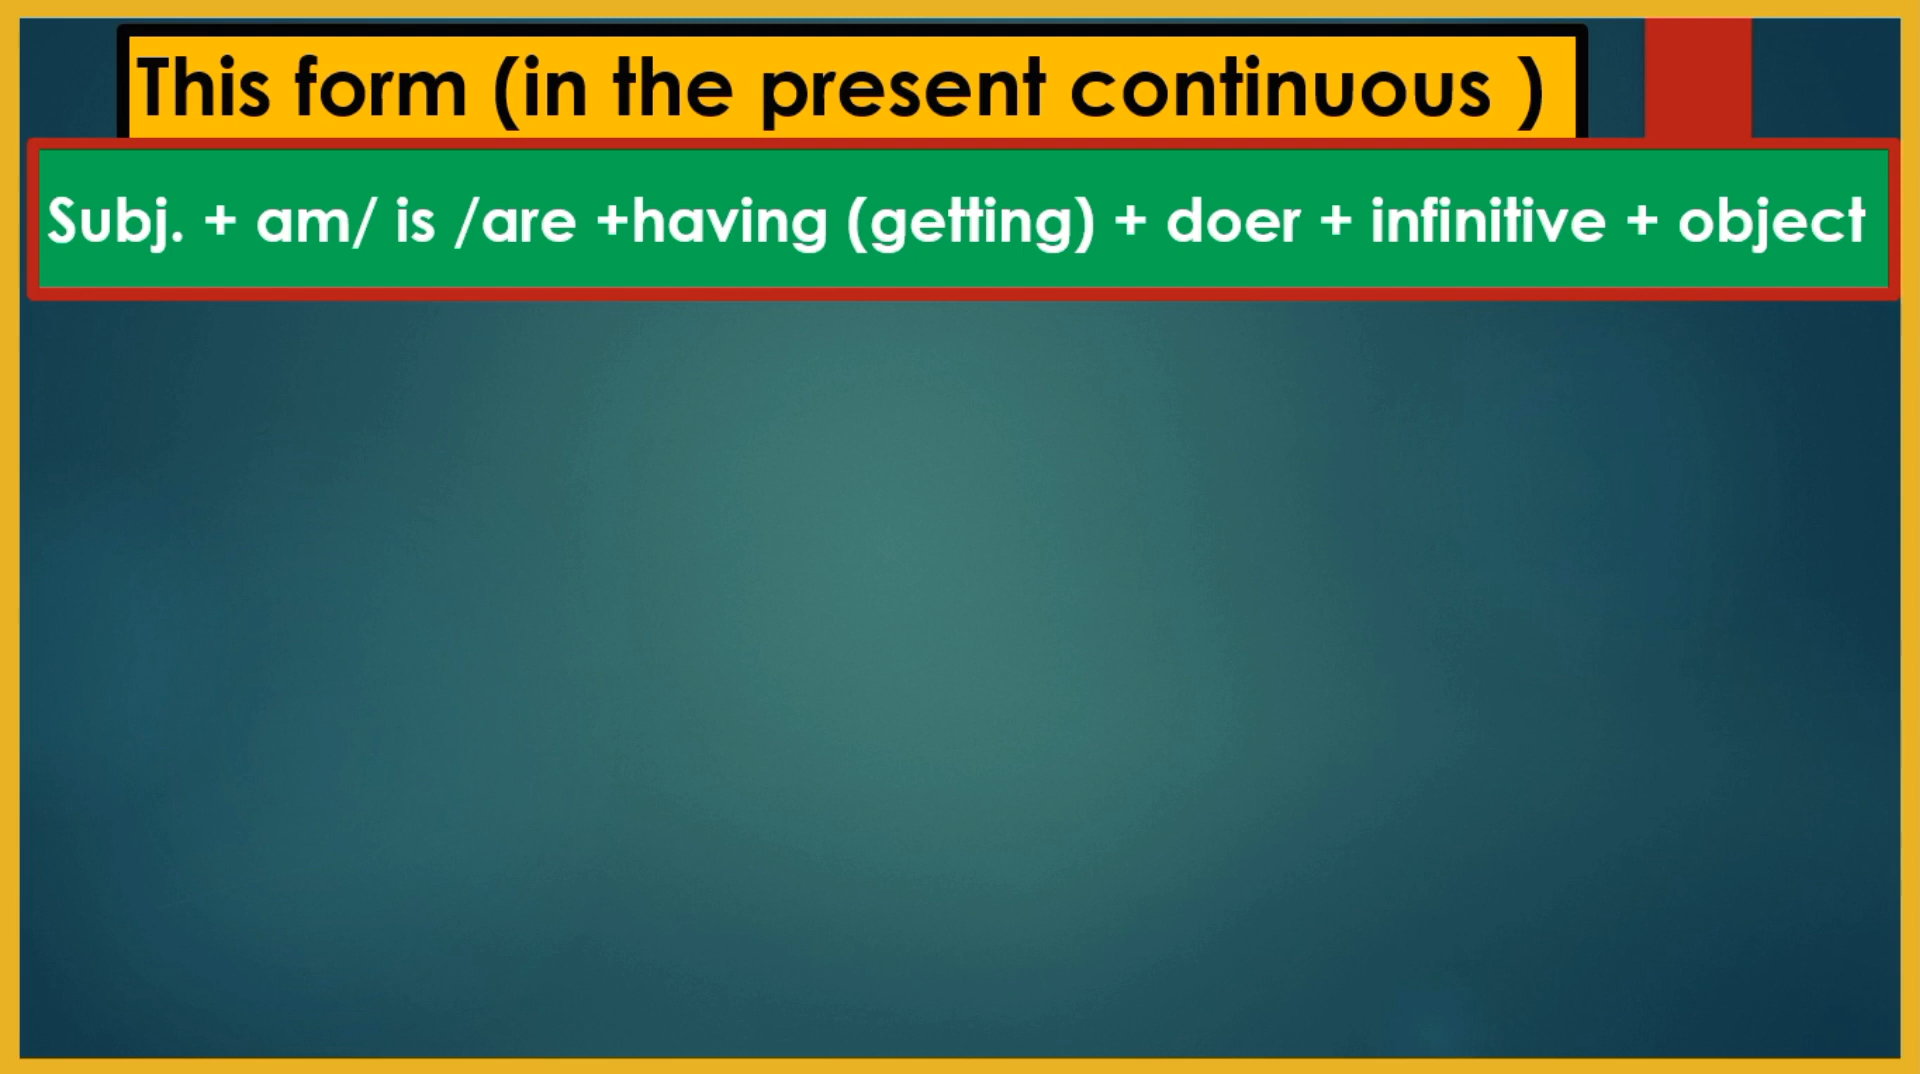 This form (in the present continuous )
Subj. + am/ is /are +having (getting) + doer + infinitive + object